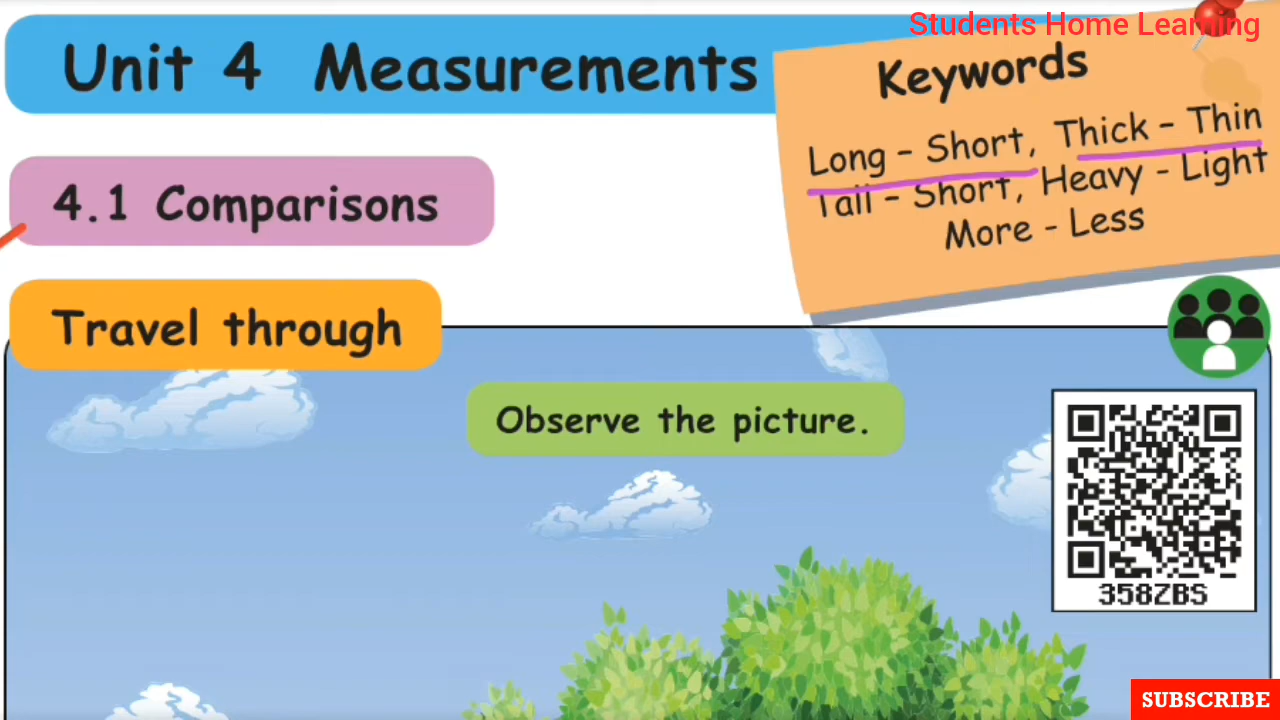 Students Home Learning
Unit 4 Measurements
Keywords
Long - Short, Thick - Thin
Tall - Short, Heavy - Light
More - Less
4.1 Comparisons
Travel through
Observe the picture.
358ZBS
SUBSCRIBE